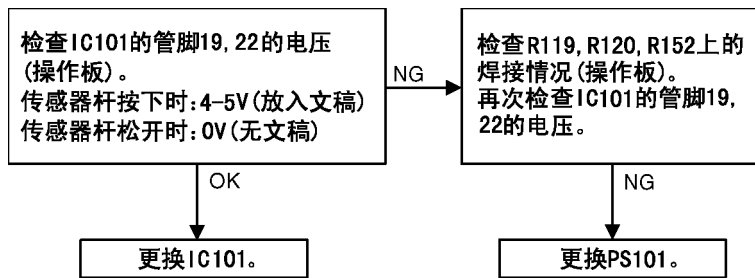 检查IC101的管脚19,22的电压
(操作板)。
传感器杆按下时:4-5V(放入文稿)
传感器杆松开时:0V(无文稿)
NG
检查R119,R120,R152上的
焊接情况(操作板)。
再次检查IC101的管脚19,
22的电压。
OK
NG
更换IC101。
更换PS101。